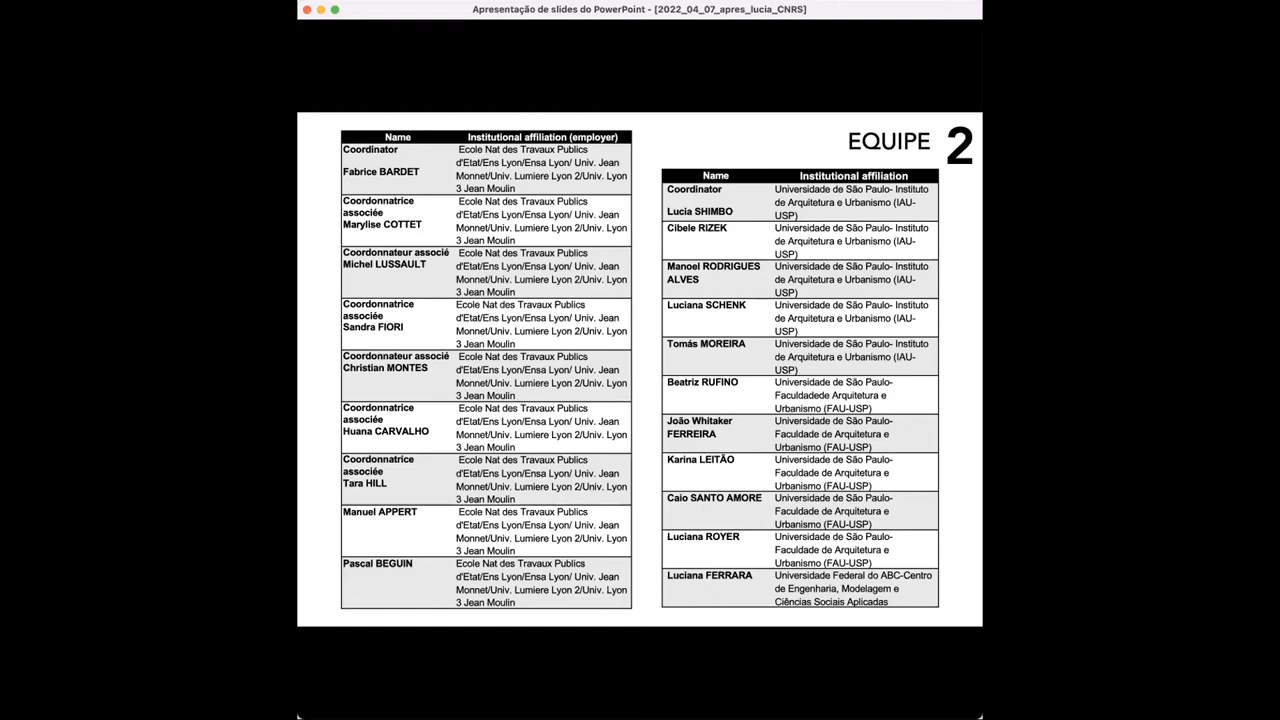 Apresentação de slides do PowerPoint - [2022_04_07_apres_lucia_CNRS]
Name Institutional affiliation (employer)
Coordinator
Fabrice BARDET
Ecole Nat des Travaux Publics
d'Etat/Ens Lyon/Ensa Lyon/ Univ. Jean
Monnet/Univ. Lumiere Lyon 2/Univ. Lyon
3 Jean Moulin
Coordonnatrice
associée
Marylise COTTET
Ecole Nat des Travaux Publics
d'Etat/Ens Lyon/Ensa Lyon/ Univ. Jean
Monnet/Univ. Lumiere Lyon 2/Univ. Lyon
3 Jean Moulin
Coordonnateur associé
Michel LUSSAULT
Ecole Nat des Travaux Publics
d'Etat/Ens Lyon/Ensa Lyon/ Univ. Jean
Monnet/Univ. Lumiere Lyon 2/Univ. Lyon
3 Jean Moulin
Coordonnatrice
associée
Sandra FIORI
Ecole Nat des Travaux Publics
d'Etat/Ens Lyon/Ensa Lyon/ Univ. Jean
Monnet/Univ. Lumiere Lyon 2/Univ. Lyon
3 Jean Moulin
Coordonnateur associé
Christian MONTES
Ecole Nat des Travaux Publics
d'Etat/Ens Lyon/Ensa Lyon/ Univ. Jean
Monnet/Univ. Lumiere Lyon 2/Univ. Lyon
3 Jean Moulin
Coordonnatrice
associée
Huana CARVALHO
Ecole Nat des Travaux Publics
d'Etat/Ens Lyon/Ensa Lyon/ Univ. Jean
Monnet/Univ. Lumiere Lyon 2/Univ. Lyon
3 Jean Moulin
Coordonnatrice
associée
Tara HILL
Ecole Nat des Travaux Publics
d'Etat/Ens Lyon/Ensa Lyon/ Univ. Jean
Monnet/Univ. Lumiere Lyon 2/Univ. Lyon
3 Jean Moulin
Manuel APPERT
Ecole Nat des Travaux Publics
d'Etat/Ens Lyon/Ensa Lyon/ Univ. Jean
Monnet/Univ. Lumiere Lyon 2/Univ. Lyon
3 Jean Moulin
Pascal BEGUIN
Ecole Nat des Travaux Publics
d'Etat/Ens Lyon/Ensa Lyon/ Univ. Jean
Monnet/Univ. Lumiere Lyon 2/Univ. Lyon
3 Jean Moulin
EQUIPE 2
Name Institutional affiliation
Coordinator
Lucia SHIMBO
Universidade de São Paulo- Instituto
de Arquitetura e Urbanismo (IAU-
USP)
Cibele RIZEK
Universidade de São Paulo- Instituto
de Arquitetura e Urbanismo (IAU-
USP)
Manoel RODRIGUES
ALVES
Universidade de São Paulo- Instituto
de Arquitetura e Urbanismo (IAU-
USP)
Luciana SCHENK
Universidade de São Paulo- Instituto
de Arquitetura e Urbanismo (IAU-
USP)
Tomás MOREIRA
Universidade de São Paulo- Instituto
de Arquitetura e Urbanismo (IAU-
USP)
Beatriz RUFINO
Universidade de São Paulo-
Faculdadede Arquitetura e
Urbanismo (FAU-USP)
João Whitaker
FERREIRA
Universidade de São Paulo-
Faculdade de Arquitetura e
Urbanismo (FAU-USP)
Karina LEITÃO
Universidade de São Paulo-
Faculdade de Arquitetura e
Urbanismo (FAU-USP)
Caio SANTO AMORE
Universidade de São Paulo-
Faculdade de Arquitetura e
Urbanismo (FAU-USP)
Luciana ROYER
Universidade de São Paulo-
Faculdade de Arquitetura e
Urbanismo (FAU-USP)
Luciana FERRARA
Universidade Federal do ABC-Centro
de Engenharia, Modelagem e
Ciências Sociais Aplicadas